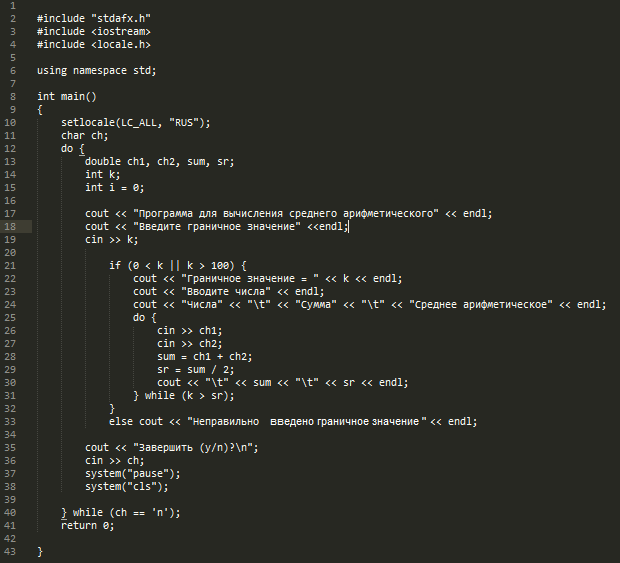 1
2 #include "stdafx.h"
3 #include <iostream>
4 #include <locale.h>
5
6 using namespace std;
7
8 int main()
9 {
10 setlocale(LC_ALL, "RUS");
11 char ch;
12 do {
13 double ch1, ch2, sum, sr;
14 int k;
15 int i = 0;
16
17 cout << "Программа для вычисления среднего арифметического" << endl;
18 cout << "Введите граничное значение" <<endl;
19 cin >> k;
20
21 if (0 < k || k > 100) {
22 cout << "Граничное значение = " << k << endl;
23 cout << "Вводите числа" << endl;
24 cout << "Числа" << "\t" << "Сумма" << "\t" << "Среднее арифметическое" << endl;
25 do {
26 cin >> ch1;
27 cin >> ch2;
28 sum = ch1 + ch2;
29 sr = sum / 2;
30 cout << "\t" << sum << "\t" << sr << endl;
31 } while (k > sr);
32 }
33 else cout << "Неправильно введено граничное значение" << endl;
34
35 cout << "Завершить (y/n)?\n";
36 cin >> ch;
37 system("pause");
38 system("cls");
39
40 } while (ch == 'n');
41 return 0;
42
43 }